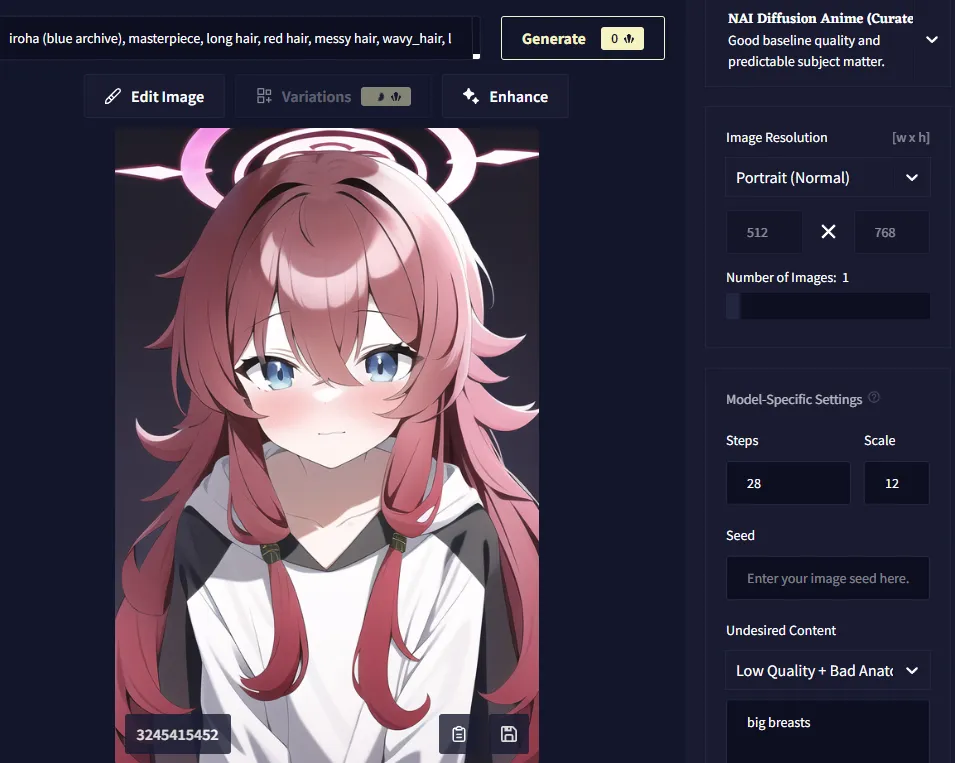 iroha (blue archive), masterpiece, long hair, red hair, messy hair, wavy_hair, l
Generate 0
Edit Image
Variations
Enhance
3245415452
NAI Diffusion Anime (Curate
Good baseline quality and
predictable subject matter.
Image Resolution [w x h]
Portrait (Normal)
512 X 768
Number of Images: 1
Model-Specific Settings ?
Steps Scale
28 12
Seed
Enter your image seed here.
Undesired Content
Low Quality + Bad Anato
big breasts